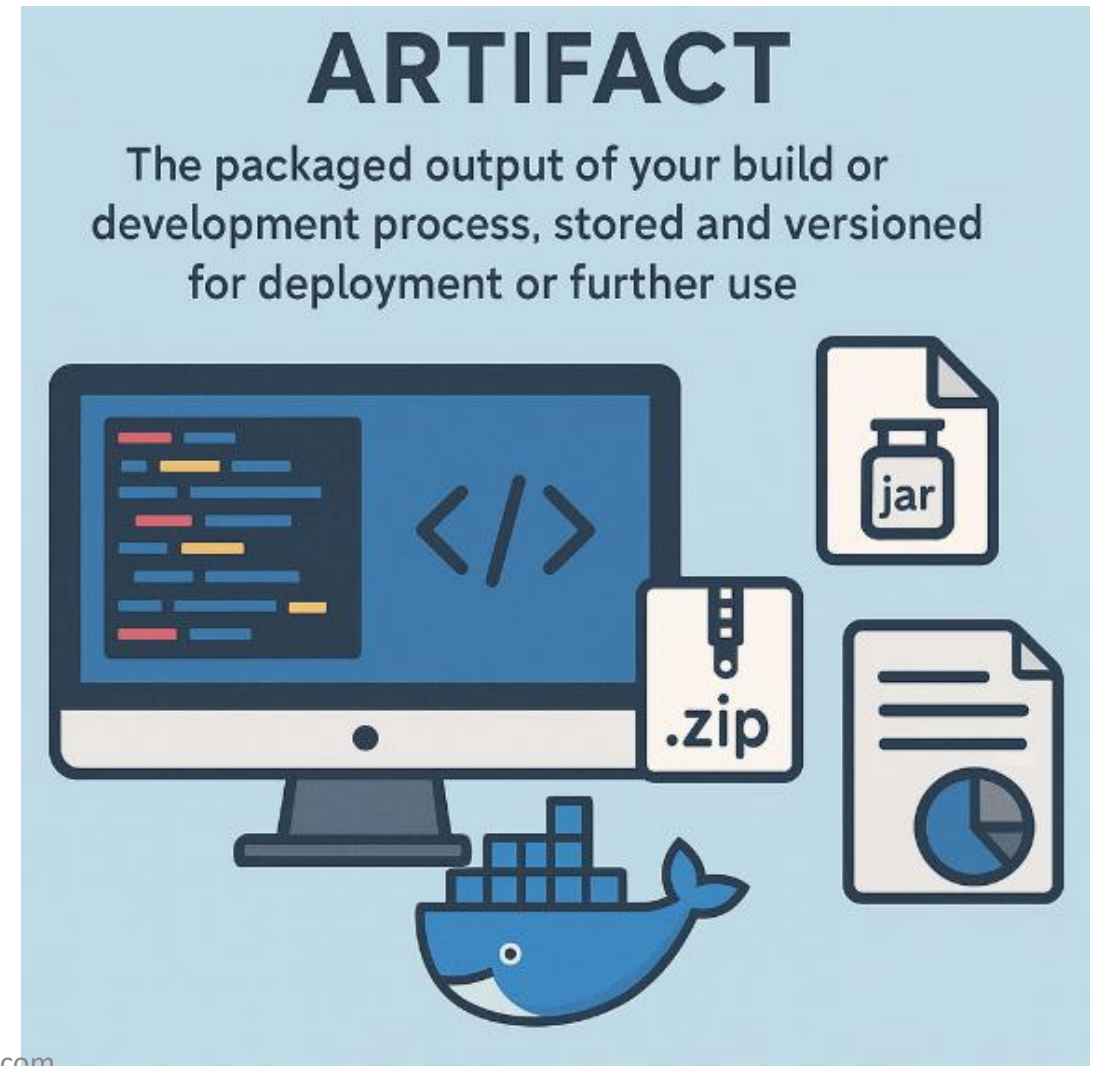 ARTIFACT
The packaged output of your build or
development process, stored and versioned
for deployment or further use
jar
.zip
com